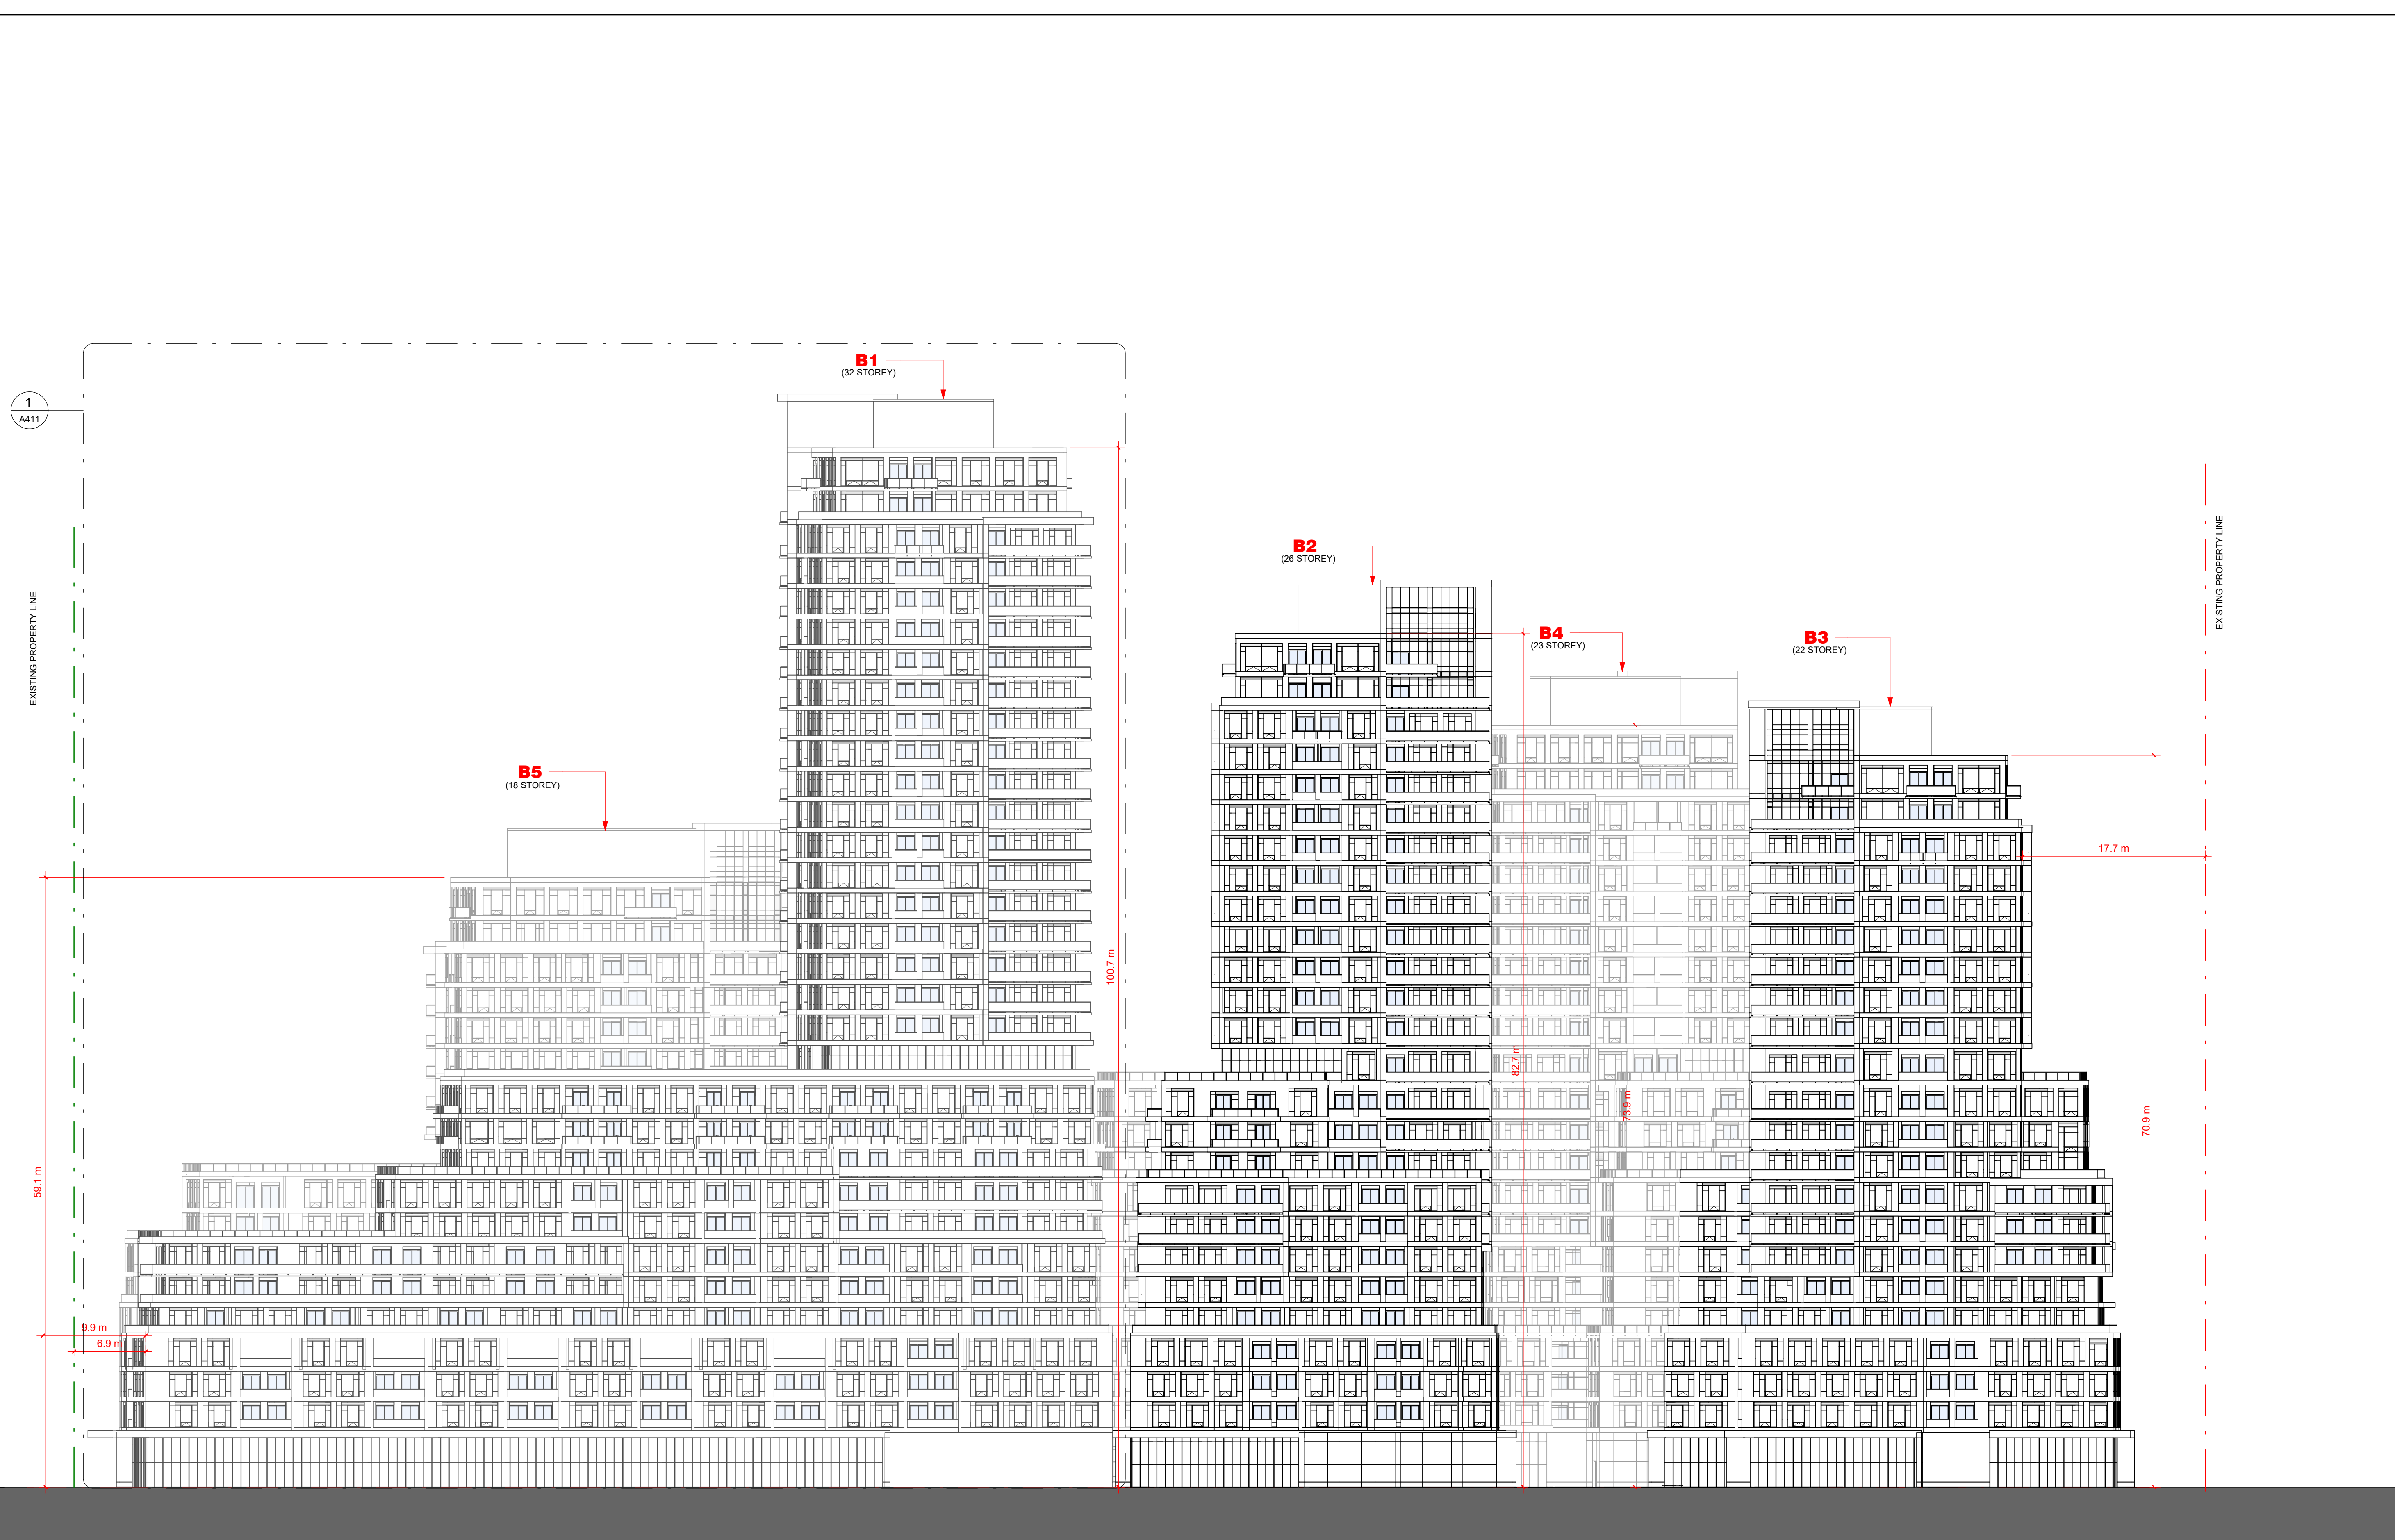 B1
(32 STOREY)
1
A411
EXISTING PROPERTY LINE
B2
(26 STOREY)
EXISTING PROPERTY LINE
B4
(23 STOREY)
B3
(22 STOREY)
B5
(18 STOREY)
17.7 m
100.7 m
82.7 m
73.9 m
70.9 m
59.1 m
9.9 m
6.9 m